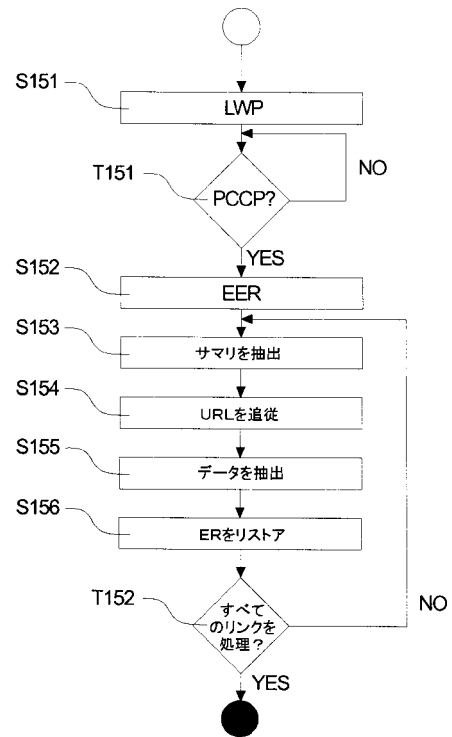 S151
LWP
T151
PCCP?
NO
YES
S152
EER
S153
サマリを抽出
S154
URLを追従
S155
データを抽出
S156
ERをリストア
T152
すべて
のリンクを
処理？
NO
YES